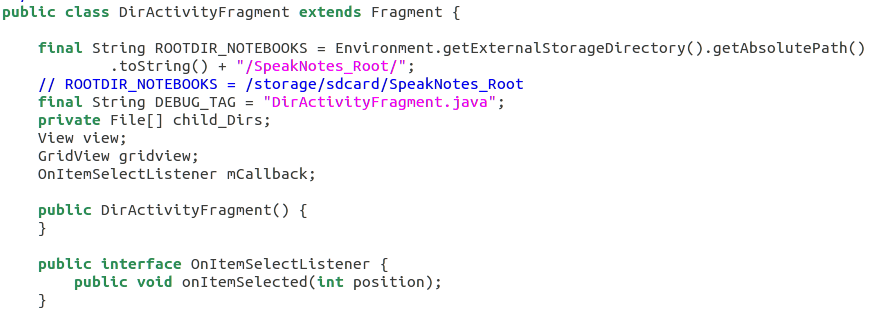 public class DirActivityFragment extends Fragment {
    final String ROOTDIR_NOTEBOOKS = Environment.getExternalStorageDirectory().getAbsolutePath()
            .toString() + "/SpeakNotes_Root/";
    // ROOTDIR_NOTEBOOKS = /storage/sdcard/SpeakNotes_Root
    final String DEBUG_TAG = "DirActivityFragment.java";
    private File[] child_Dirs;
    View view;
    GridView gridview;
    OnItemSelectListener mCallback;
    public DirActivityFragment() {
    }
    public interface OnItemSelectListener {
        public void onItemSelected(int position);
    }